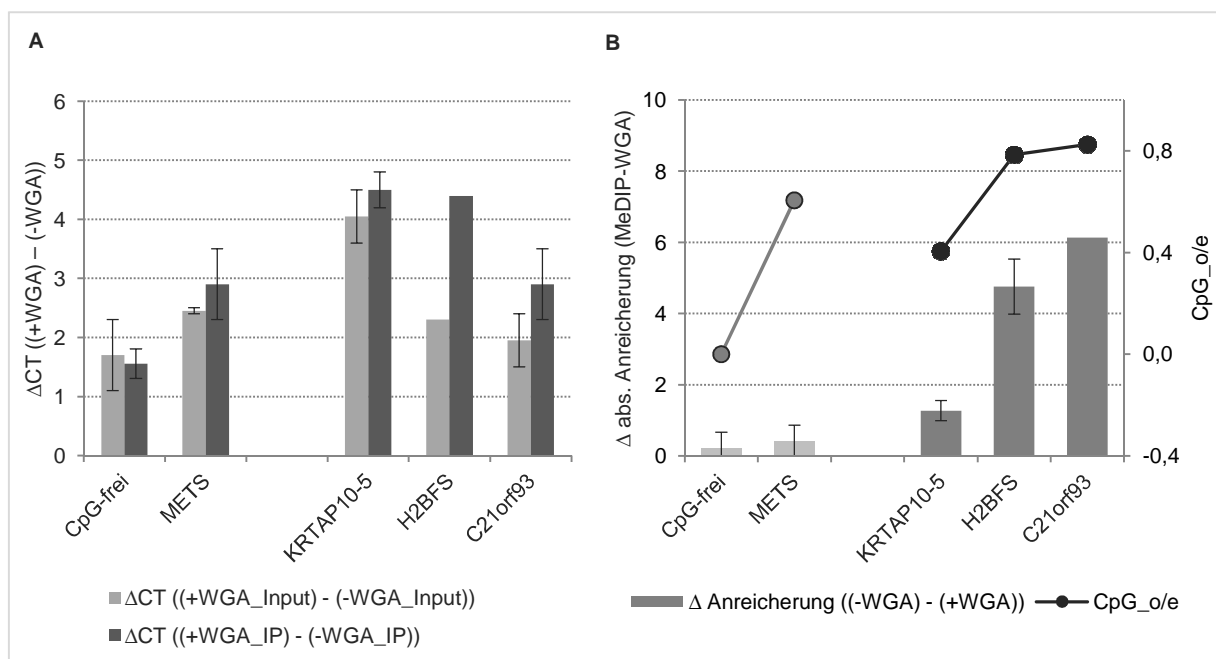 A
ΔCT ((+WGA) – (-WGA))
6
5
4
3
2
1
0
CpG-frei
METS
KRTAP10-5
H2BFS
C21orf93
ΔCT ((+WGA_Input) - (-WGA_Input))
ΔCT ((+WGA_IP) - (-WGA_IP))
B
Δ abs. Anreicherung (MeDIP-WGA)
10
8
6
4
2
0
0,8
0,4
0,0
-0,4
CpG_o/e
CpG-frei
METS
KRTAP10-5
H2BFS
C21orf93
Δ Anreicherung ((-WGA) - (+WGA))
CpG_o/e